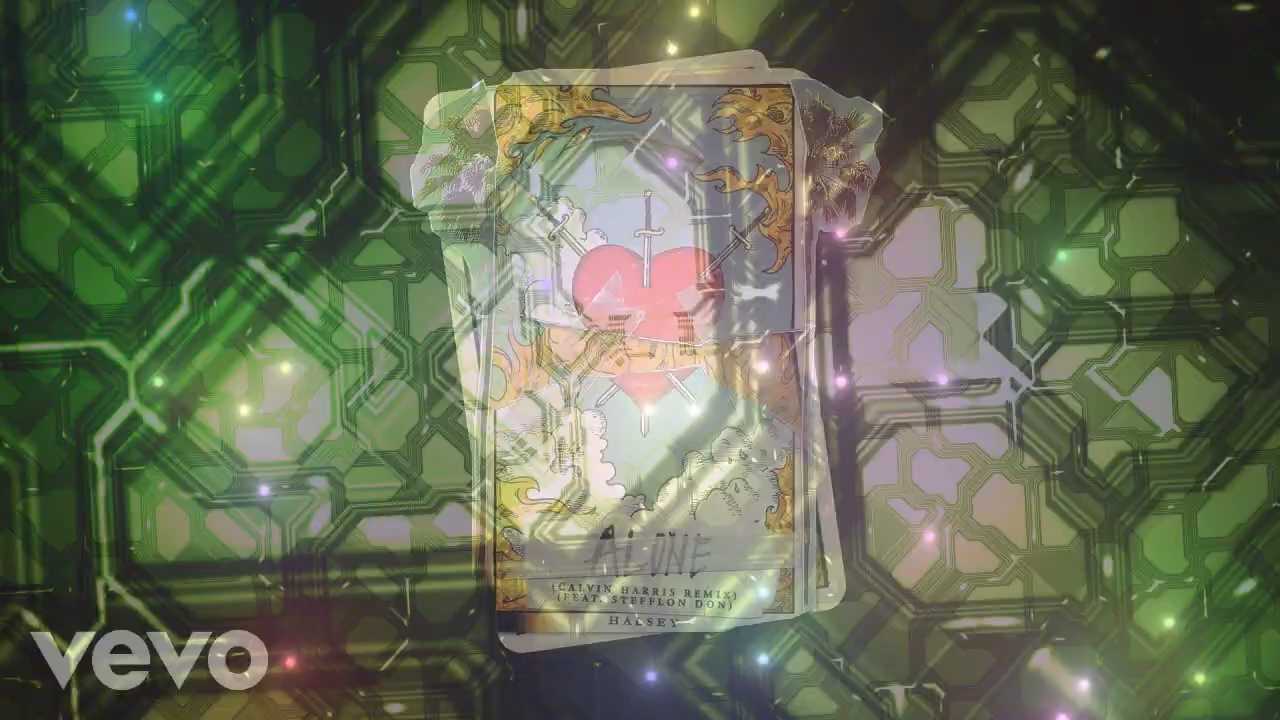 ALONE
(CALVIN HARRIS REMIX)
(FEAT. STEFFLON DON)
HALSEY
vevo